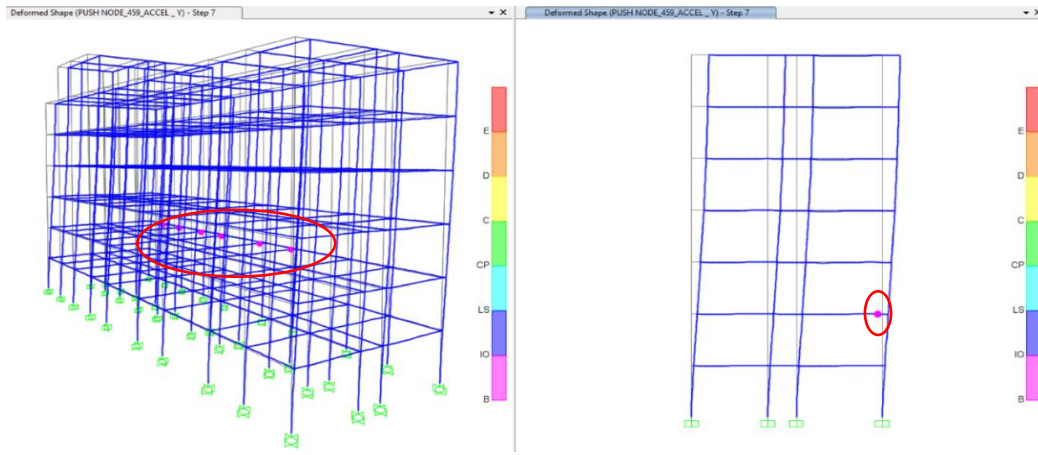 Deformed Shape (PUSH NODE_459_ACCEL _ Y) - Step 7
E
D
C
CP
LS
IO
B
Deformed Shape (PUSH NODE_459_ACCEL _ Y) - Step 7
E
D
C
CP
LS
IO
B